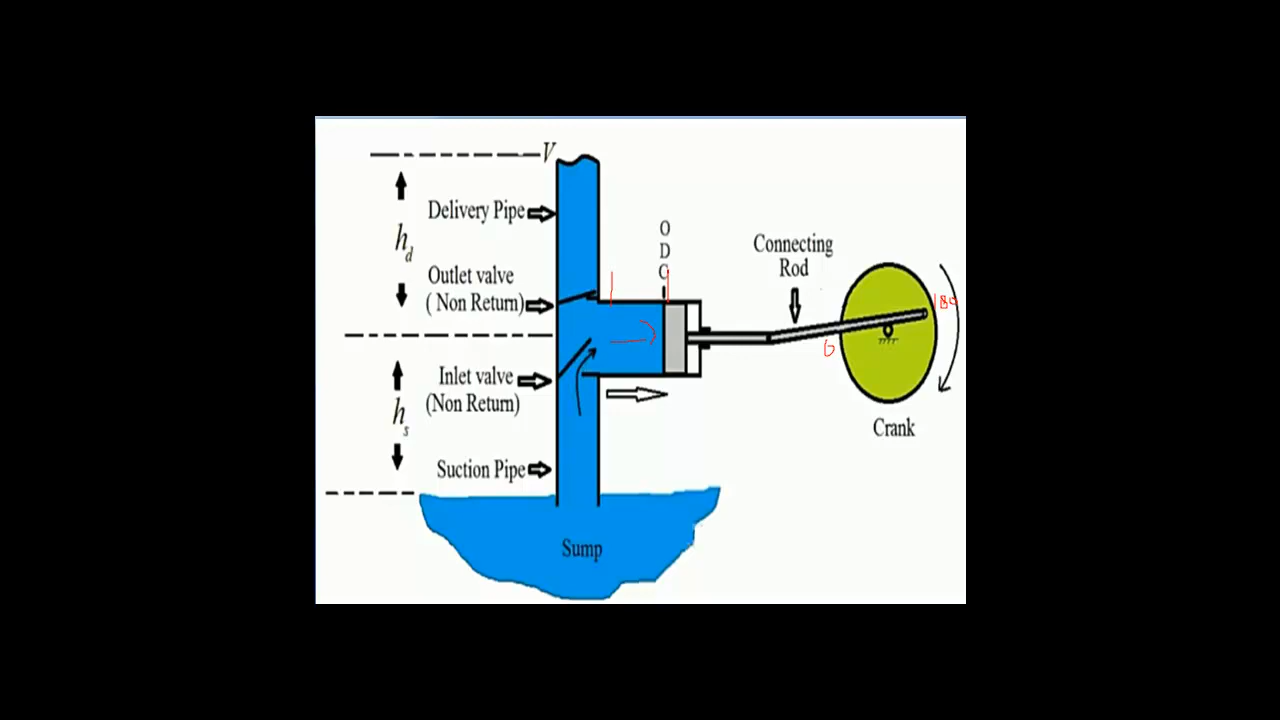 V
Delivery Pipe
h
d
O
D
C
Connecting
Rod
Outlet valve
( Non Return)
180
0
Inlet valve
(Non Return)
h
s
Crank
Suction Pipe
Sump